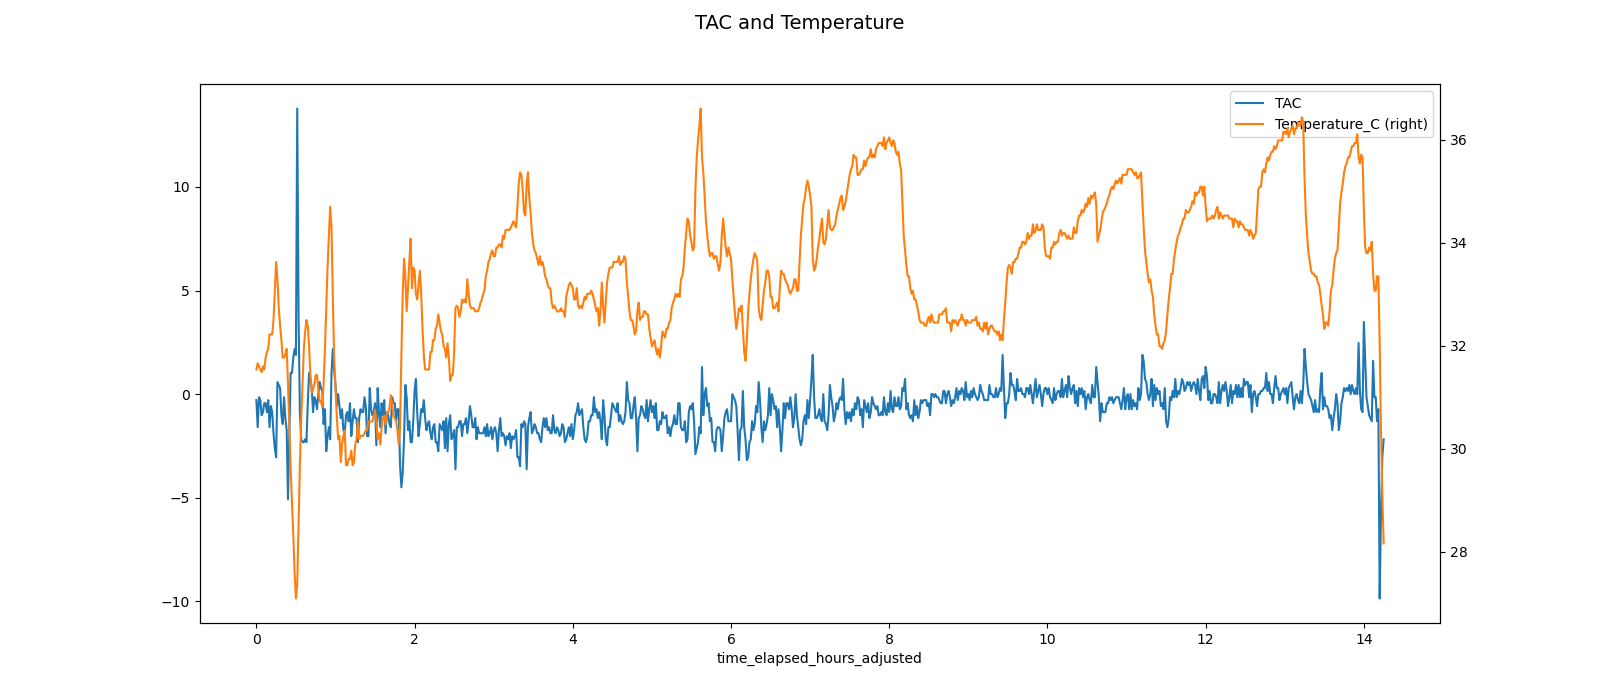 TAC and Temperature
TAC
Temperature_C (right)
10
5
0
−5
−10
36
34
32
30
28
0 2 4 6 8 10 12 14
time_elapsed_hours_adjusted